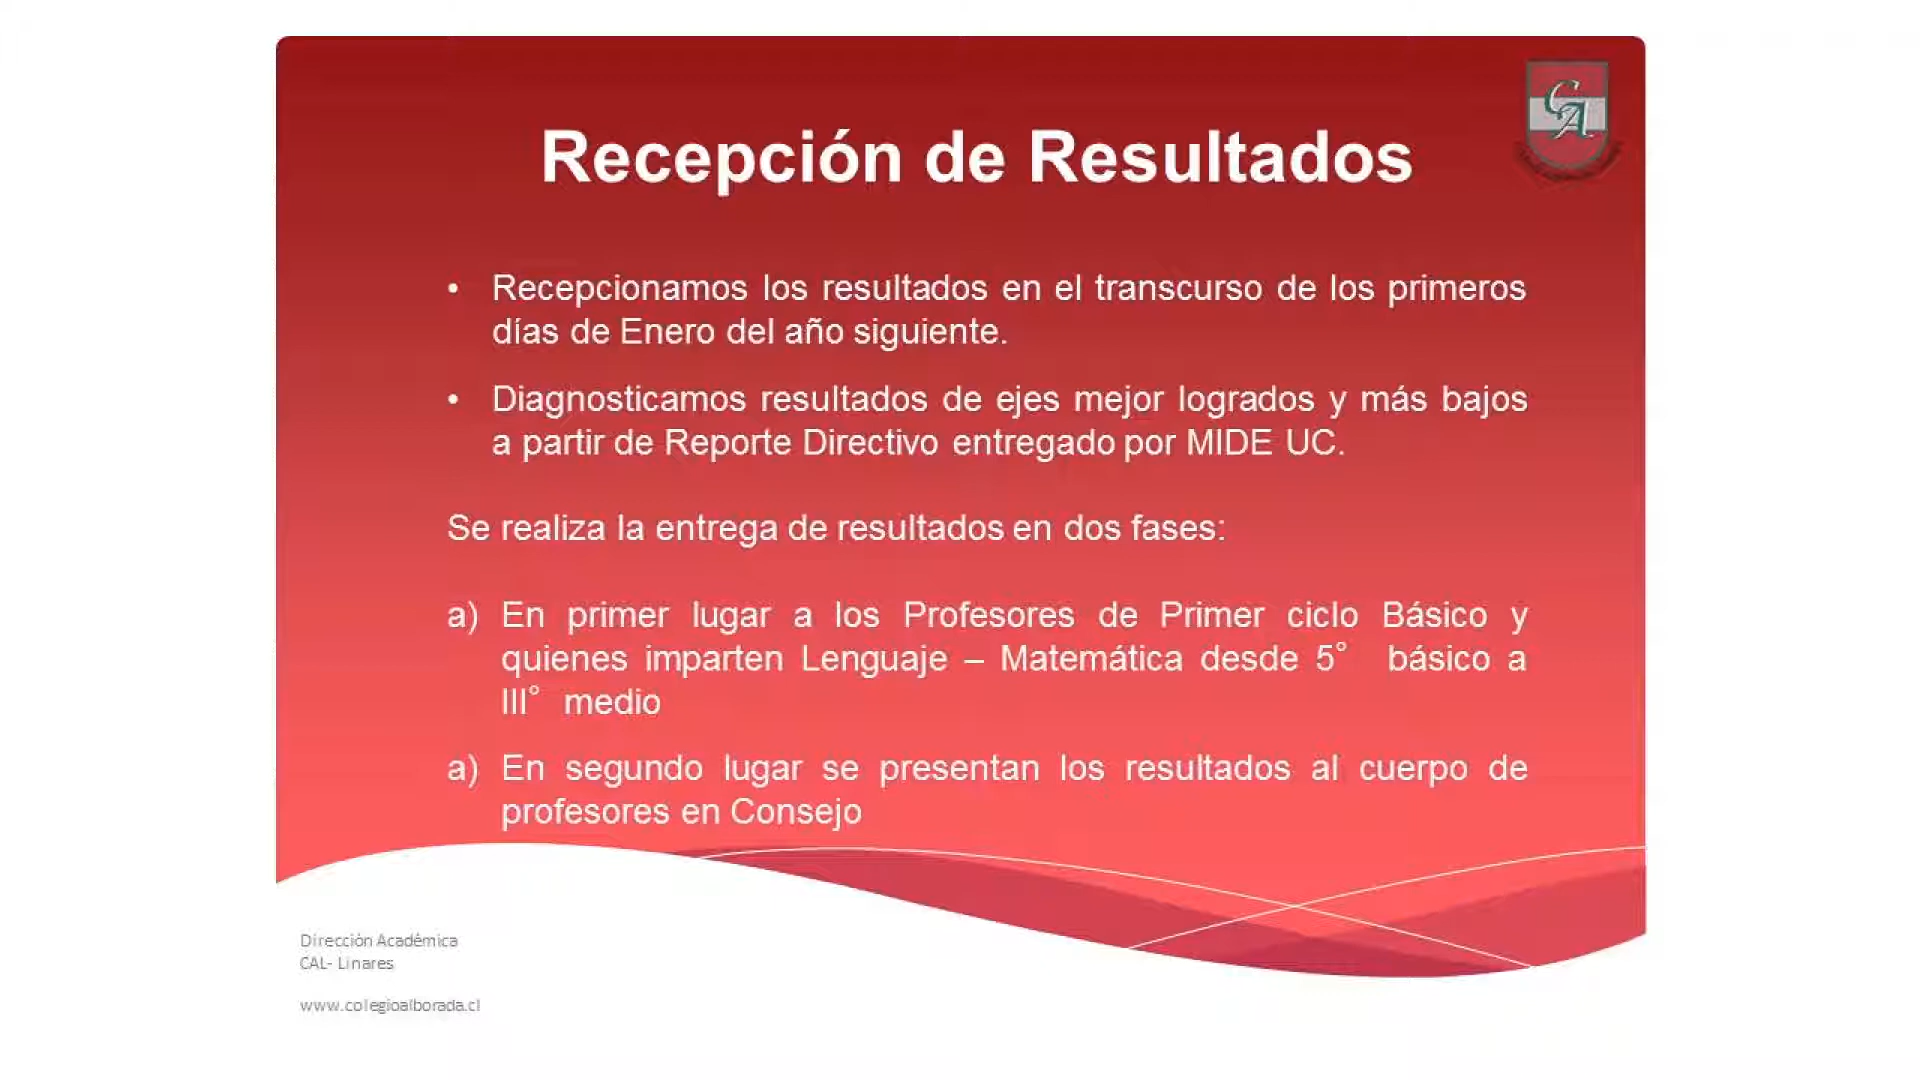 CA
Recepción de Resultados
• Recepcionamos los resultados en el transcurso de los primeros
días de Enero del año siguiente.
• Diagnosticamos resultados de ejes mejor logrados y más bajos
a partir de Reporte Directivo entregado por MIDE UC.
Se realiza la entrega de resultados en dos fases:
a) En primer lugar a los Profesores de Primer ciclo Básico y
quienes imparten Lenguaje – Matemática desde 5° básico a
III° medio
a) En segundo lugar se presentan los resultados al cuerpo de
profesores en Consejo
Dirección Académica
CAL- Linares
www.colegioalborada.cl